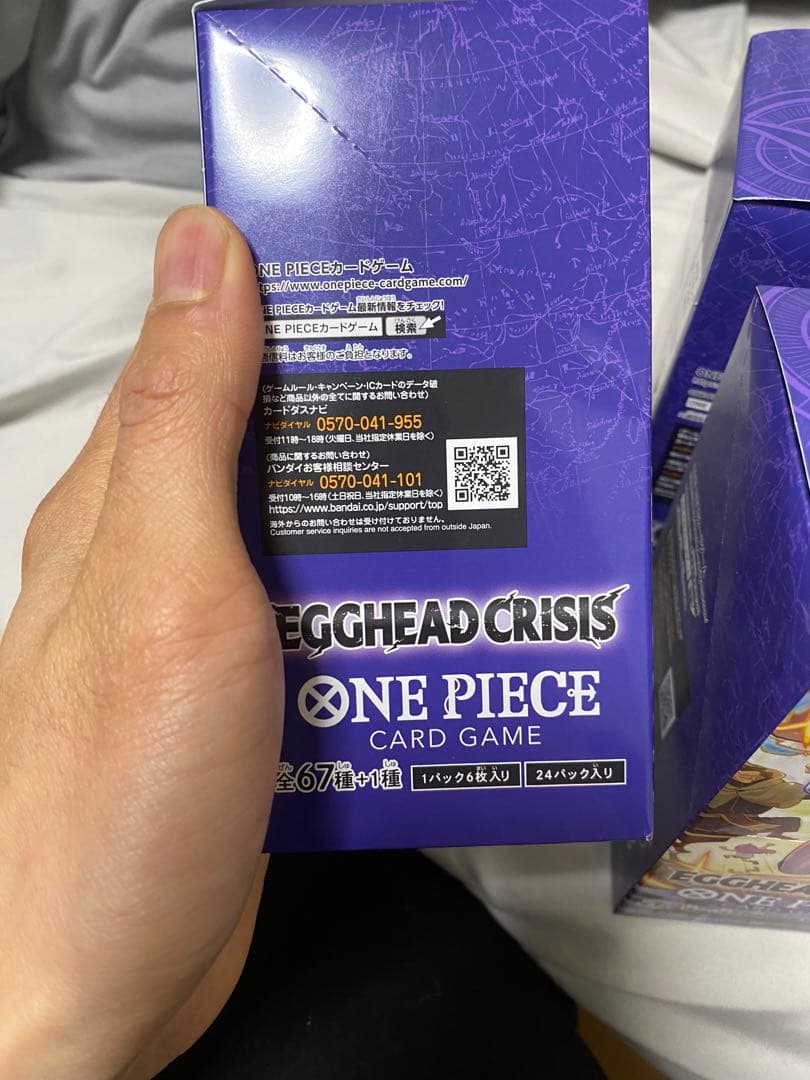 NE PIECEカードゲーム
ps://www.onepiece-cardgame.com/
NE PIECEカードゲーム最新情報をチェック!
NE PIECEカードゲーム 検索
通信料はお客様のご負担となります。
(ゲームルール・キャンペーン・ICカードのデータ破
損など商品以外の全てに関するお問い合わせ)
カードダスナビ
ナビダイヤル 0570-041-955
受付11時~18時(火曜日、当社指定休業日を除く)
(商品に関するお問い合わせ)
バンダイお客様相談センター
ナビダイヤル 0570-041-101
受付10時~16時(土日祝日、当社指定休業日を除く)
https://www.bandai.co.jp/support/top
海外からのお問い合わせは受け付けておりません。
Customer service inquiries are not accepted from outside Japan.
EGGHEAD CRISIS
ONE PIECE
CARD GAME
全67種+1種 1パック6枚入り 24パック入り
EGGHEAD CRIS
ONE P